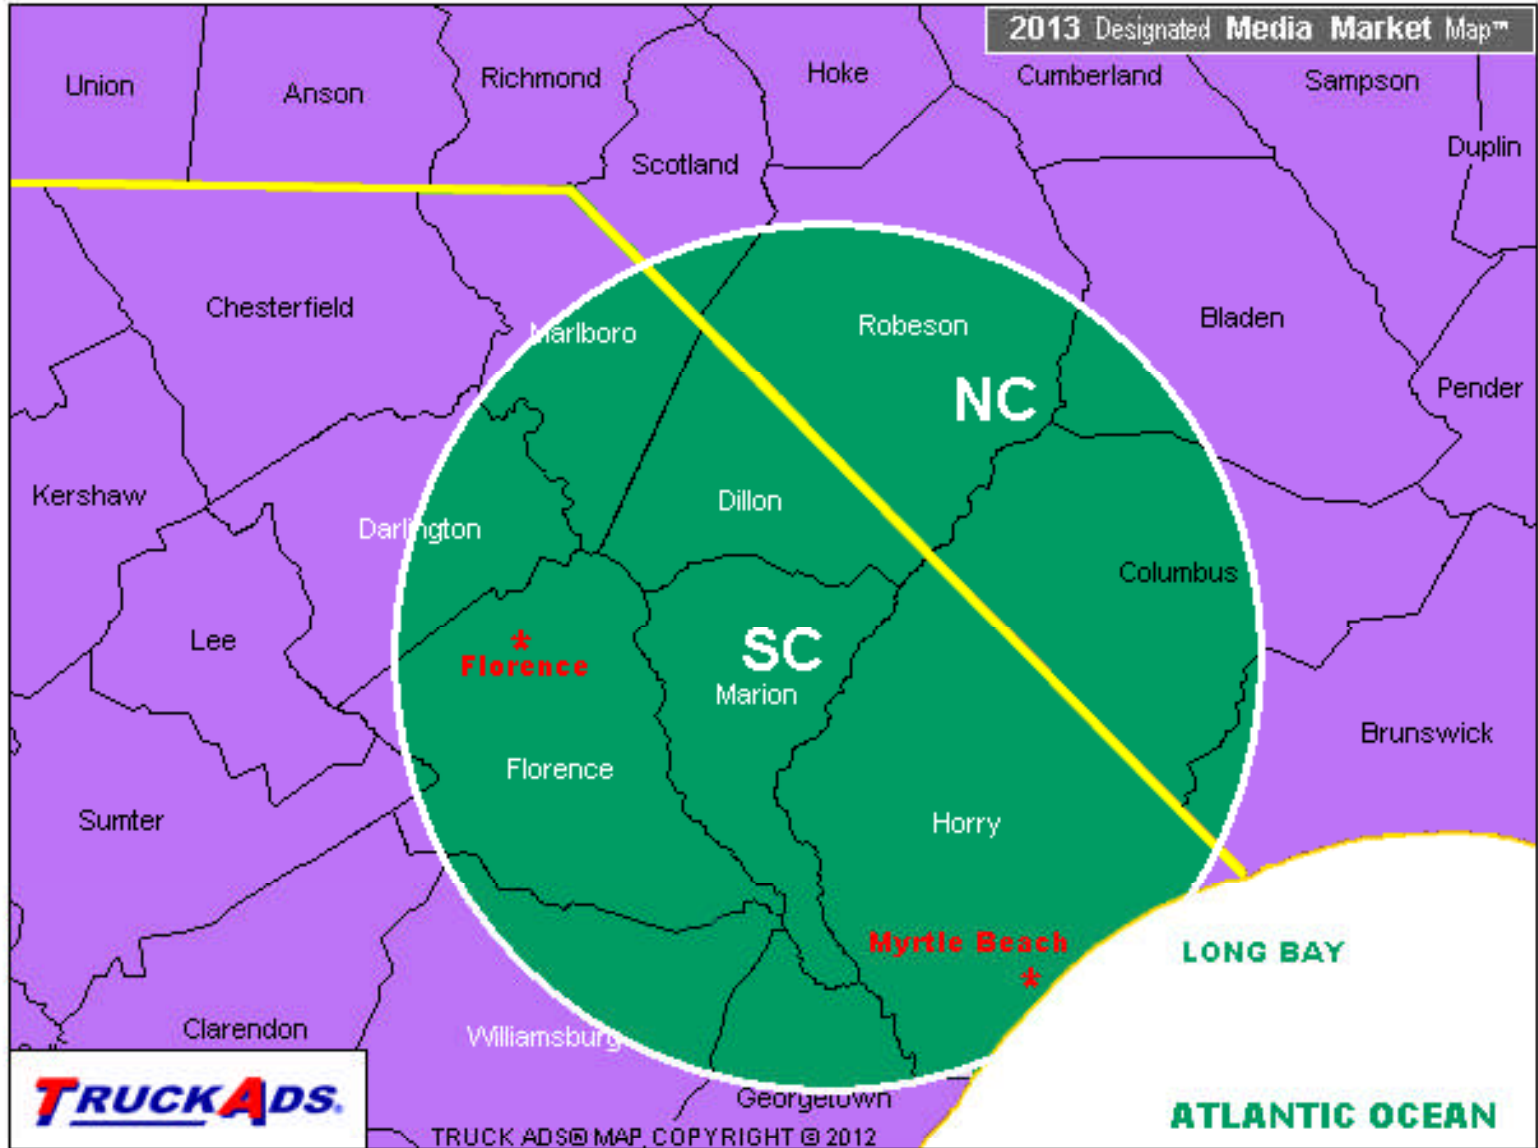 2013 Designated Media Market Map™
Union
Anson
Richmond
Hoke
Cumberland
Sampson
Duplin
Scotland
Chesterfield
Marlboro
Robeson
Bladen
Pender
NC
Kershaw
Darlington
Dillon
Columbus
Lee
*
Florence
SC
Marion
Brunswick
Florence
Sumter
Horry
Myrtle Beach
*
LONG BAY
Clarendon
Williamsburg
Georgetown
TRUCKADS.
TRUCK ADS® MAP, COPYRIGHT © 2012
ATLANTIC OCEAN